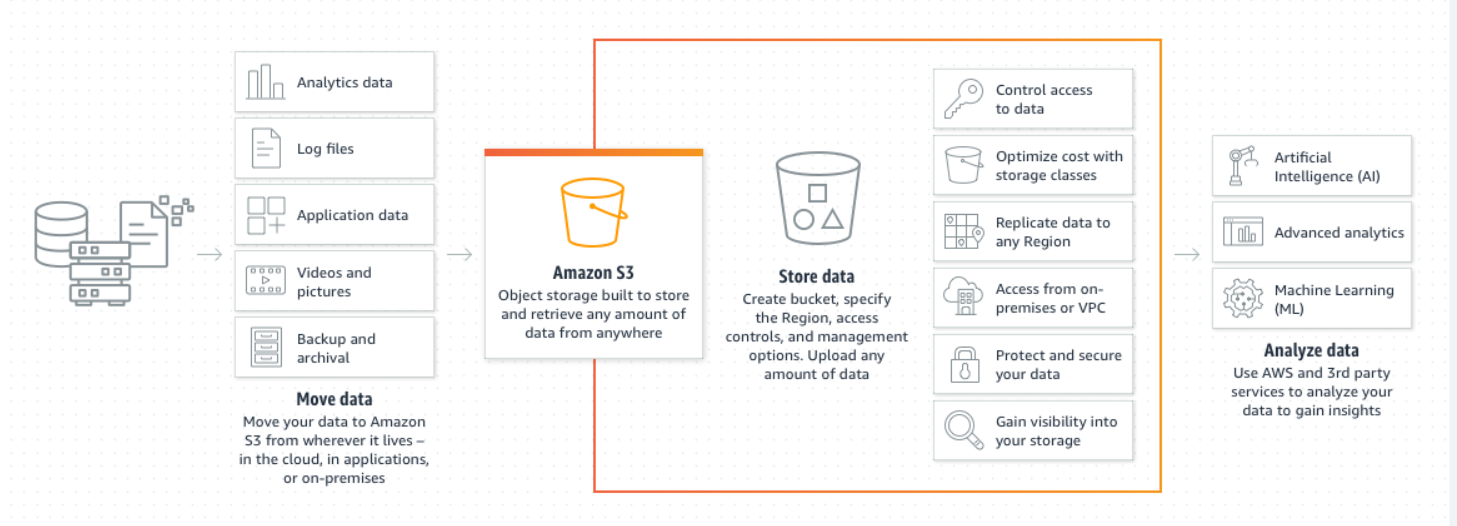 Analytics data
Log files
Application data
Videos and
pictures
Backup and
archival
Move data
Move your data to Amazon
S3 from wherever it lives –
in the cloud, in applications,
or on-premises
Amazon S3
Object storage built to store
and retrieve any amount of
data from anywhere
Store data
Create bucket, specify
the Region, access
controls, and management
options. Upload any
amount of data
Control access
to data
Optimize cost with
storage classes
Replicate data to
any Region
Access from on-
premises or VPC
Protect and secure
your data
Gain visibility into
your storage
Artificial
Intelligence (AI)
Advanced analytics
Machine Learning
(ML)
Analyze data
Use AWS and 3rd party
services to analyze your
data to gain insights